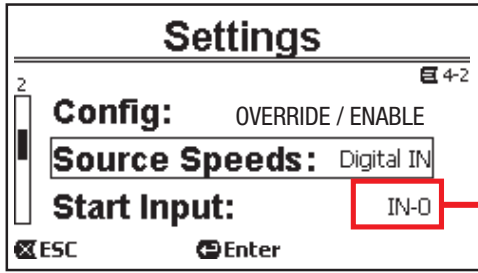 Settings
4-2
2
Config: OVERRIDE / ENABLE
Source Speeds: Digital IN
Start Input: IN-0
ESC Enter